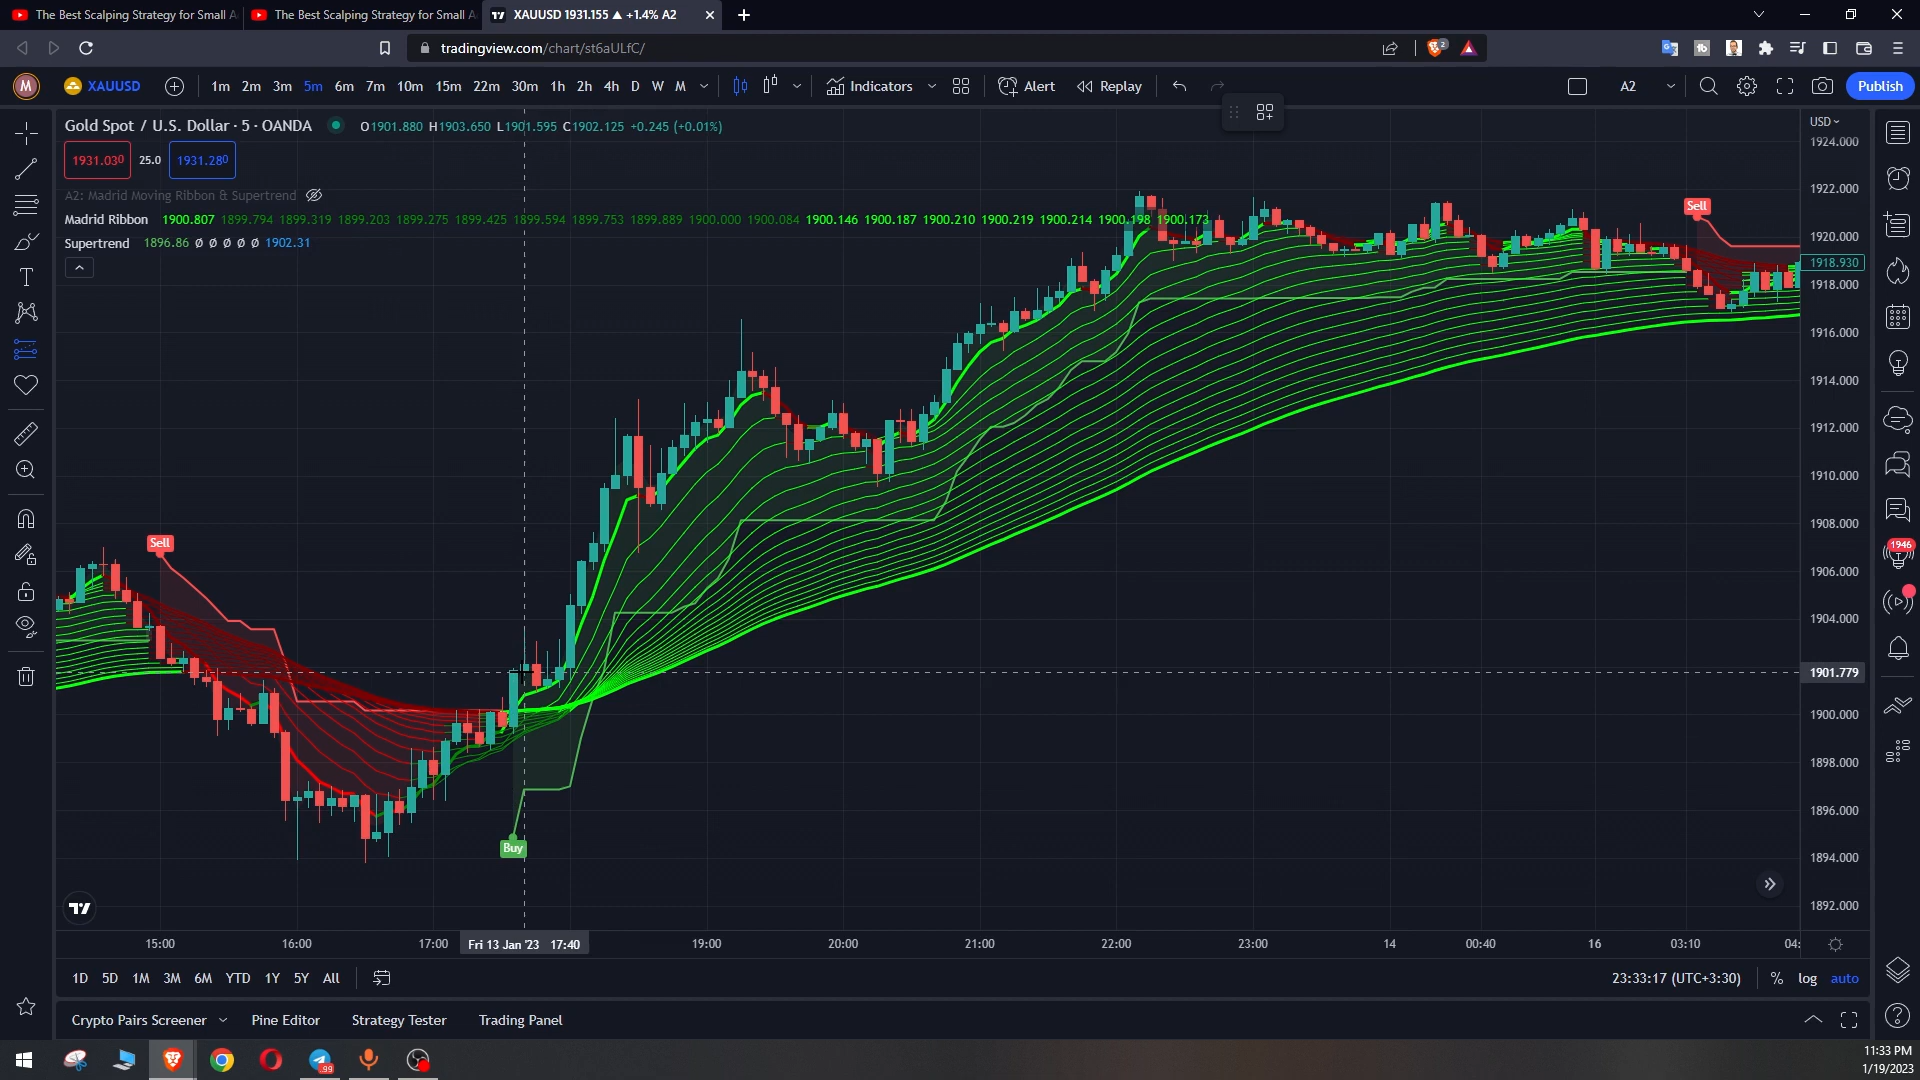 The Best Scalping Strategy for Small A
The Best Scalping Strategy for Small A
XAUUSD 1931.155 ▲ +1.4% A2
tradingview.com/chart/st6aULfC/
2
M
XAUUSD
1m 2m 3m 5m 6m 7m 10m 15m 22m 30m 1h 2h 4h D W M
Indicators
Alert
Replay
A2
Publish
Gold Spot / U.S. Dollar · 5 · OANDA
O1901.880 H1903.650 L1901.595 C1902.125 +0.245 (+0.01%)
USD
1931.030 25.0 1931.280
A2: Madrid Moving Ribbon & Supertrend
Madrid Ribbon 1900.807 1899.794 1899.319 1899.203 1899.275 1899.425 1899.594 1899.753 1899.889 1900.000 1900.084 1900.146 1900.187 1900.210 1900.219 1900.214 1900.198 1900.173
Supertrend 1896.86 ø ø ø ø ø 1902.31
1924.000
1922.000
1920.000
1918.930
1918.000
1916.000
1914.000
1912.000
1910.000
1908.000
1906.000
1904.000
1901.779
1900.000
1898.000
1896.000
1894.000
1892.000
Sell
Sell
Buy
1946
15:00 16:00 17:00 Fri 13 Jan '23 17:40 19:00 20:00 21:00 22:00 23:00 14 00:40 16 03:10 04:
1D 5D 1M 3M 6M YTD 1Y 5Y All
23:33:17 (UTC+3:30) % log auto
Crypto Pairs Screener Pine Editor Strategy Tester Trading Panel
99
11:33 PM
1/19/2023